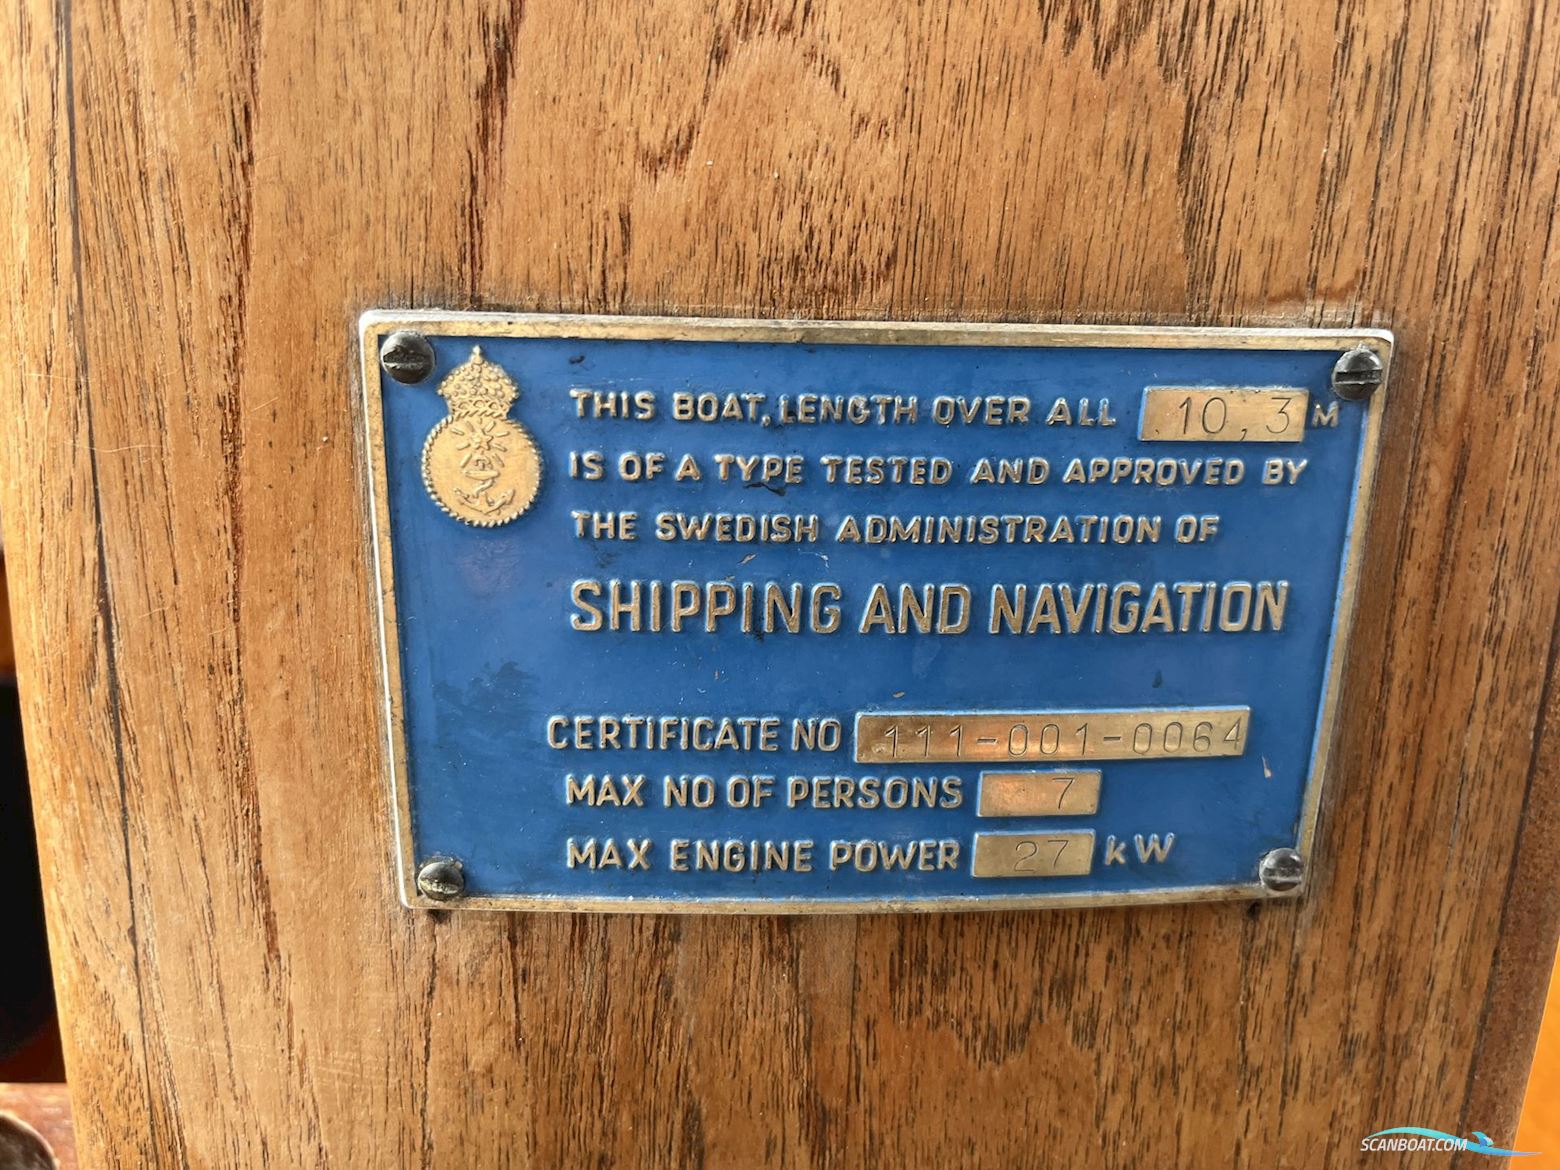 THIS BOAT, LENGTH OVER ALL 10,3 M
IS OF A TYPE TESTED AND APPROVED BY
THE SWEDISH ADMINISTRATION OF
SHIPPING AND NAVIGATION
CERTIFICATE NO 111-001-0064
MAX NO OF PERSONS 7
MAX ENGINE POWER 27 kW
SCANBOAT.COM